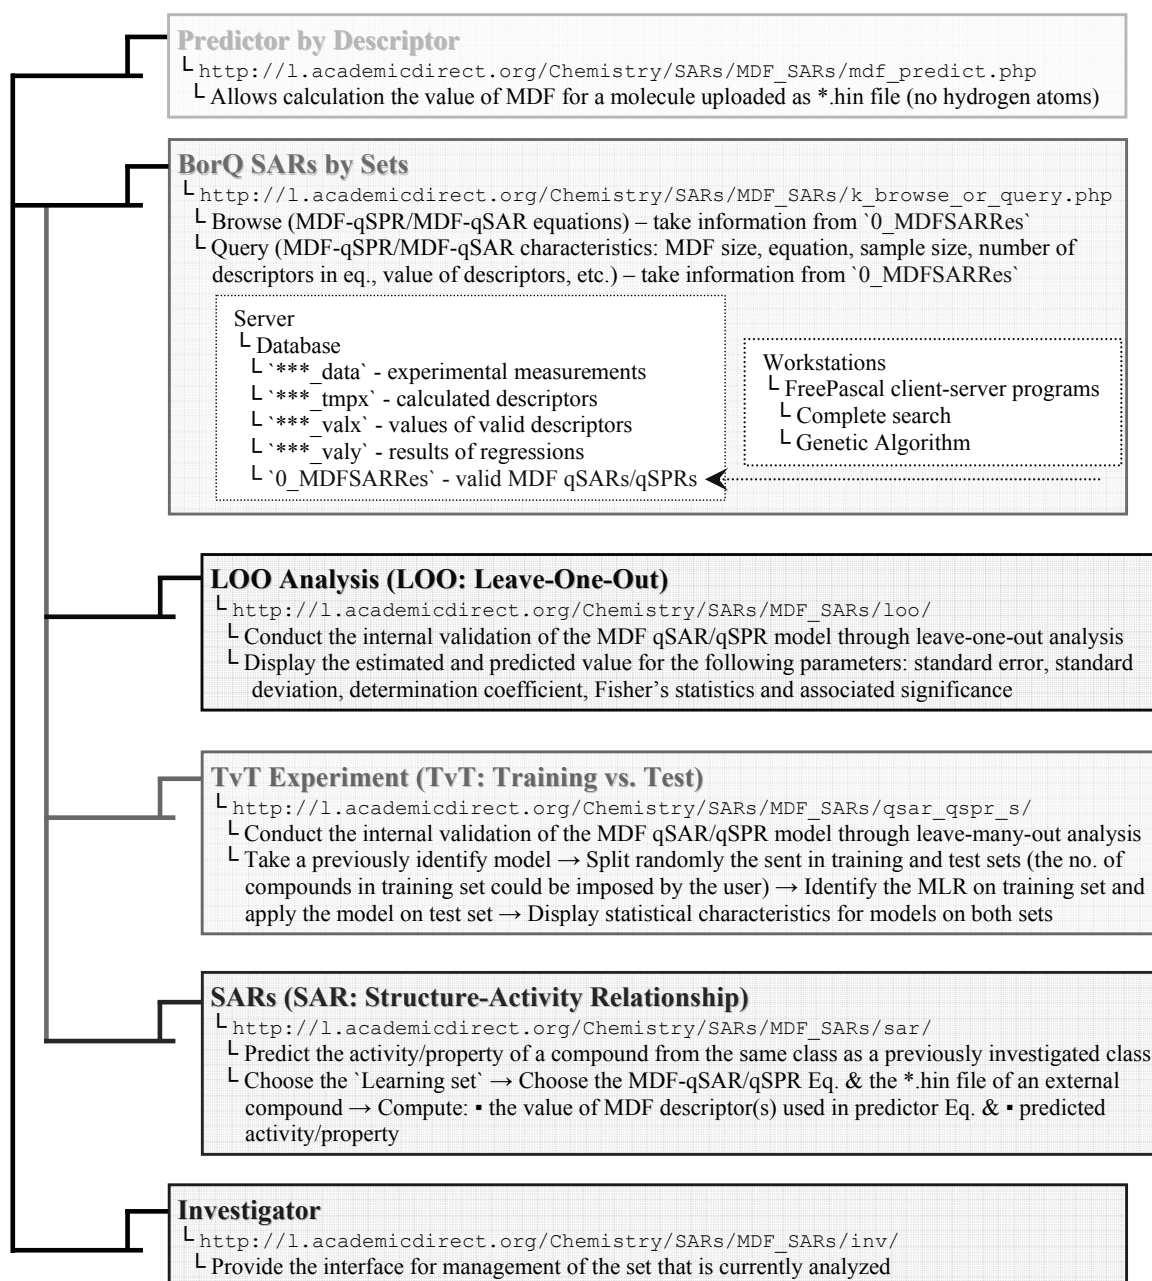 Predictor by Descriptor
└ http://l.academicdirect.org/Chemistry/SARs/MDF_SARs/mdf_predict.php
└ Allows calculation the value of MDF for a molecule uploaded as *.hin file (no hydrogen atoms)
BorQ SARs by Sets
└ http://l.academicdirect.org/Chemistry/SARs/MDF_SARs/k_browse_or_query.php
└ Browse (MDF-qSPR/MDF-qSAR equations) – take information from `0_MDFSARRes`
└ Query (MDF-qSPR/MDF-qSAR characteristics: MDF size, equation, sample size, number of
descriptors in eq., value of descriptors, etc.) – take information from `0_MDFSARRes`
Server
└ Database
└ `***_data` - experimental measurements
└ `***_tmpx` - calculated descriptors
└ `***_valx` - values of valid descriptors
└ `***_valy` - results of regressions
└ `0_MDFSARRes` - valid MDF qSARs/qSPRs
Workstations
└ FreePascal client-server programs
└ Complete search
└ Genetic Algorithm
LOO Analysis (LOO: Leave-One-Out)
└ http://l.academicdirect.org/Chemistry/SARs/MDF_SARs/loo/
└ Conduct the internal validation of the MDF qSAR/qSPR model through leave-one-out analysis
└ Display the estimated and predicted value for the following parameters: standard error, standard
deviation, determination coefficient, Fisher's statistics and associated significance
TvT Experiment (TvT: Training vs. Test)
└ http://l.academicdirect.org/Chemistry/SARs/MDF_SARs/qsar_qspr_s/
└ Conduct the internal validation of the MDF qSAR/qSPR model through leave-many-out analysis
└ Take a previously identify model → Split randomly the sent in training and test sets (the no. of
compounds in training set could be imposed by the user) → Identify the MLR on training set and
apply the model on test set → Display statistical characteristics for models on both sets
SARs (SAR: Structure-Activity Relationship)
└ http://l.academicdirect.org/Chemistry/SARs/MDF_SARs/sar/
└ Predict the activity/property of a compound from the same class as a previously investigated class
└ Choose the `Learning set` → Choose the MDF-qSAR/qSPR Eq. & the *.hin file of an external
compound → Compute: ▪ the value of MDF descriptor(s) used in predictor Eq. & ▪ predicted
activity/property
Investigator
└ http://l.academicdirect.org/Chemistry/SARs/MDF_SARs/inv/
└ Provide the interface for management of the set that is currently analyzed